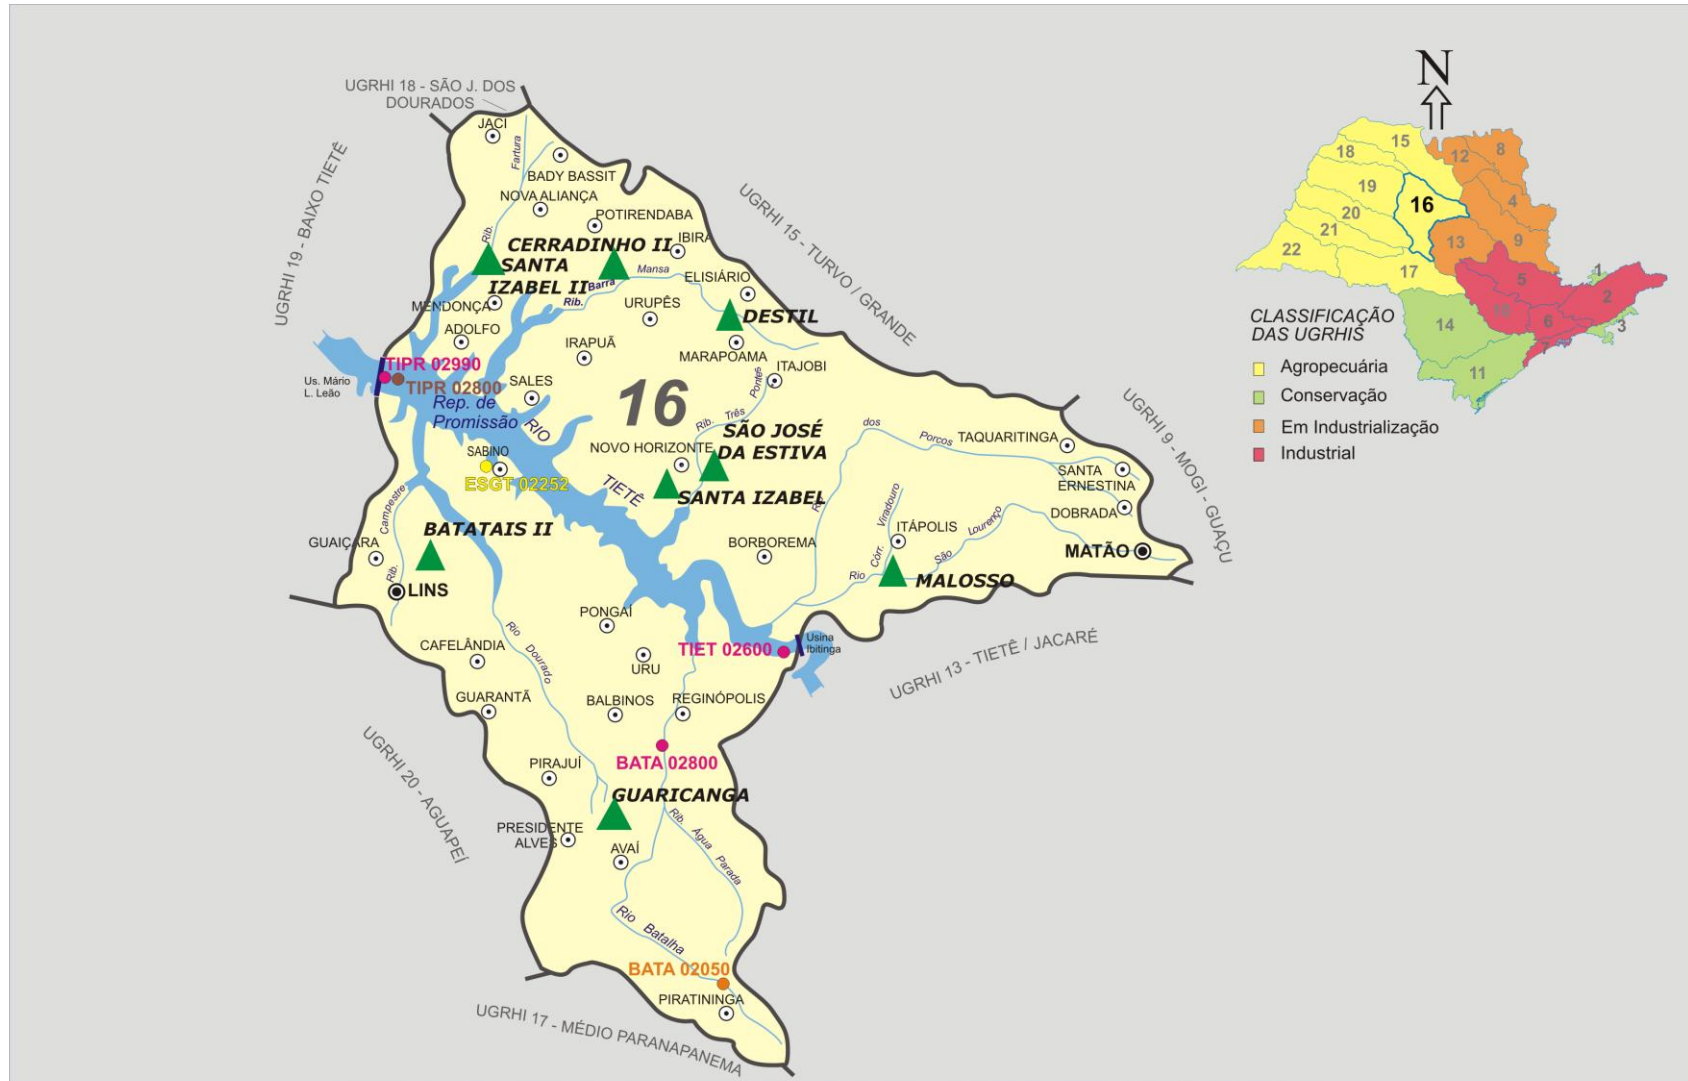 UGRHI 18 - SÃO J. DOS
DOURADOS
N
JACI
Fartura
BADY BASSIT
NOVA ALIANÇA
POTIRENDABA
UGRHI 19 - BAIXO TIETÊ
UGRHI 15 - TURVO / GRANDE
Rib.
CERRADINHO II
IBIRÁ
SANTA
IZABEL II
Rib. Barra Mansa
ELISIÁRIO
MENDONÇA
URUPÊS
DESTIL
ADOLFO
IRAPUÃ
MARAPOAMA
ITAJOBI
TIPR 02990
TIPR 02800
Us. Mário
L. Leão
SALES
Rep. de
Promissão
RIO
TIETÊ
16
Rib. Três Pontes
SÃO JOSÉ
DA ESTIVA
NOVO HORIZONTE
SABINO
ESGT 02252
SANTA IZABEL
Rib. dos Porcos
TAQUARITINGA
SANTA
ERNESTINA
DOBRADA
UGRHI 9 - MOGI - GUAÇU
Rib. Campestre
BATATAIS II
GUAIÇARA
LINS
BORBOREMA
Córr. Viradouro
ITÁPOLIS
Rio São Lourenço
MATÃO
MALOSSO
PONGAÍ
Rio Dourado
CAFELÂNDIA
URU
TIET 02600
Usina
Ibitinga
UGRHI 13 - TIETÊ / JACARÉ
GUARANTÃ
BALBINOS
REGINÓPOLIS
UGRHI 20 - AGUAPEÍ
PIRAJUÍ
BATA 02800
GUARICANGA
PRESIDENTE
ALVES
AVAÍ
Rib. Água Parada
Rio Batalha
BATA 02050
PIRATININGA
UGRHI 17 - MÉDIO PARANAPANEMA
15
18
12
8
19
16
4
20
21
13
9
22
17
5
1
2
10
6
3
14
7
11
CLASSIFICAÇÃO
DAS UGRHIS
Agropecuária
Conservação
Em Industrialização
Industrial